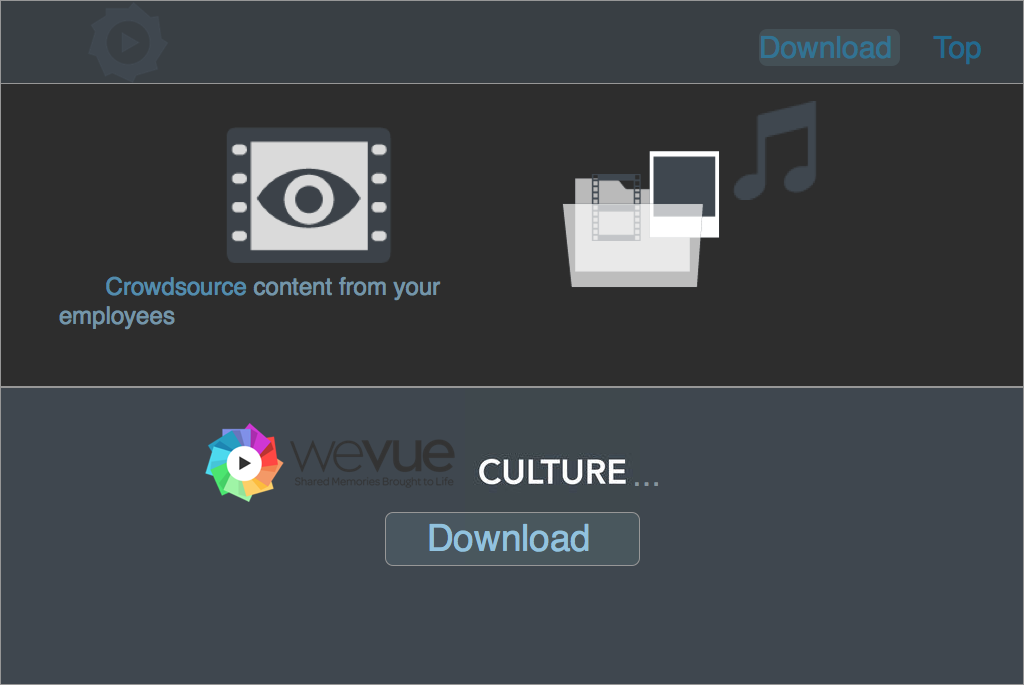 Download Top
Crowdsource content from your
employees
wevue
Shared Memories Brought to Life
CULTURE ...
Download